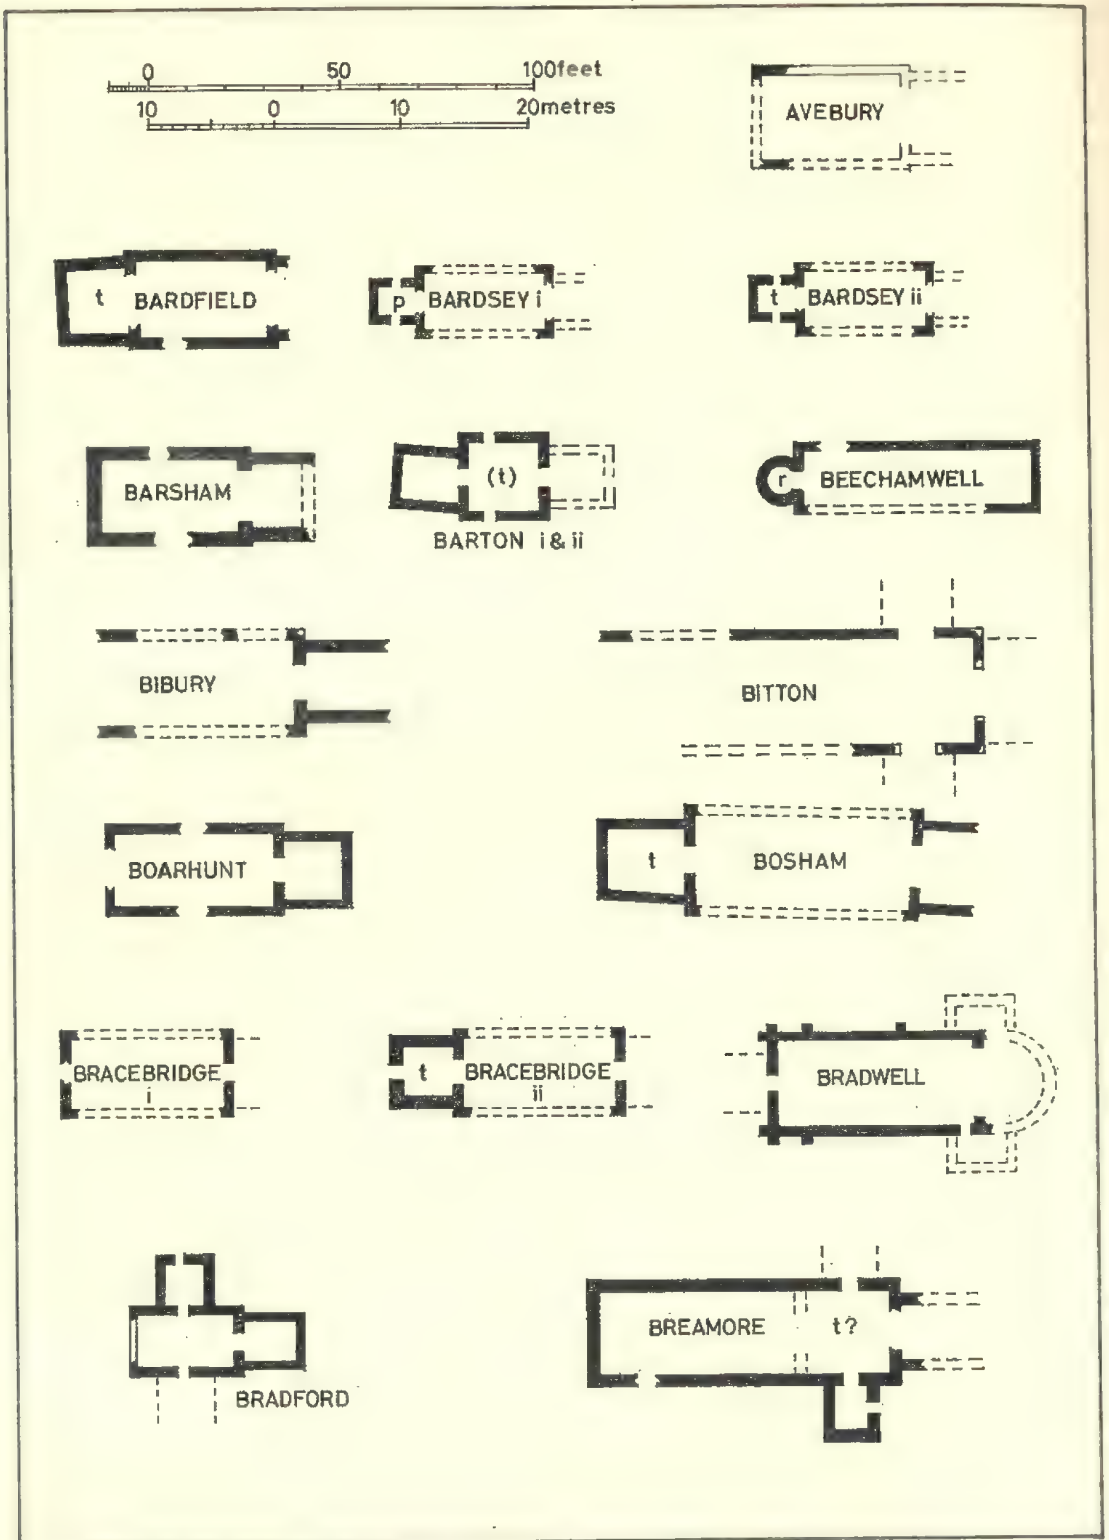 0 50 100feet
10 0 10 20metres
AVEBURY
t BARDFIELD
p BARDSEY i
t BARDSEY ii
BARSHAM
(t)
BARTON i & ii
r BEECHAMWELL
BIBURY
BITTON
BOARHUNT
t BOSHAM
BRACEBRIDGE
i
t BRACEBRIDGE
ii
BRADWELL
BRADFORD
BREAMORE t?